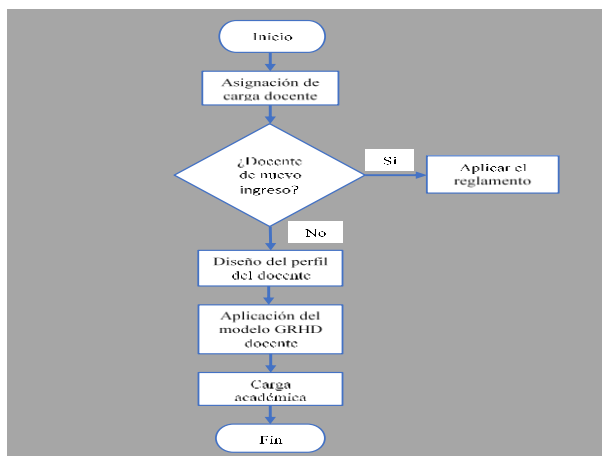 Inicio
Asignación de
carga docente
¿Docente
de nuevo
ingreso?
Si
Aplicar el
reglamento
No
Diseño del perfil
del docente
Aplicación del
modelo GRHD
docente
Carga
académica
Fin